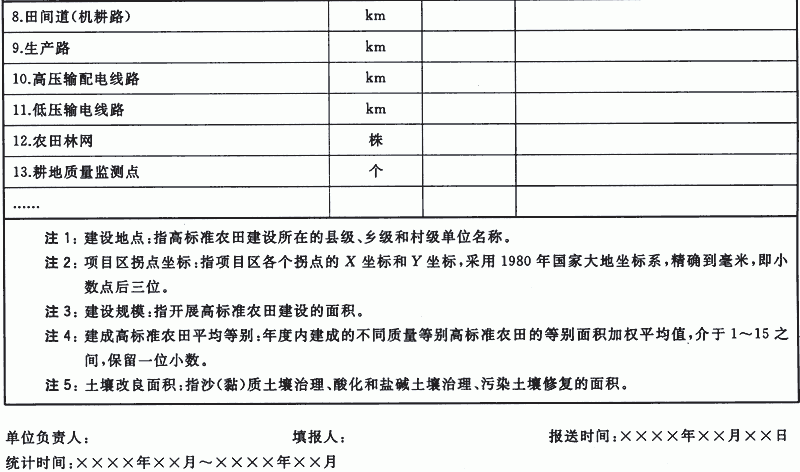 8.田间道(机耕路) km
9.生产路 km
10.高压输配电线路 km
11.低压输电线路 km
12.农田林网 株
13.耕地质量监测点 个
……
注1:建设地点:指高标准农田建设所在的县级、乡级和村级单位名称。
注2:项目区拐点坐标:指项目区各个拐点的 X 坐标和 Y 坐标,采用 1980 年国家大地坐标系,精确到毫米,即小
数点后三位。
注3:建设规模:指开展高标准农田建设的面积。
注4:建成高标准农田平均等别:年度内建成的不同质量等别高标准农田的等别面积加权平均值,介于 1～15 之
间,保留一位小数。
注5:土壤改良面积:指沙(黏)质土壤治理、酸化和盐碱土壤治理、污染土壤修复的面积。
单位负责人: 填报人: 报送时间:××××年××月××日
统计时间:××××年××月～××××年××月